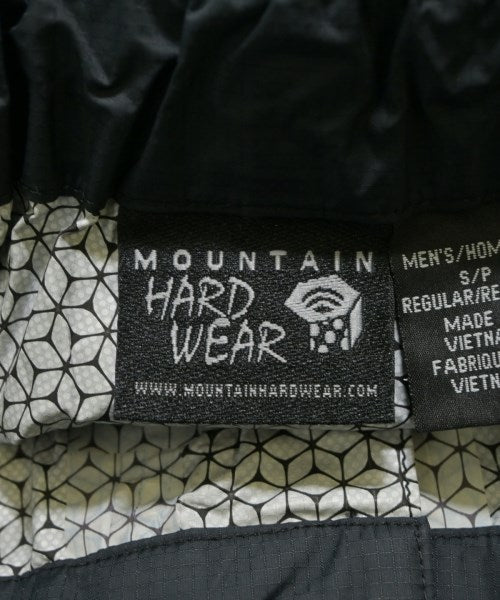 MOUNTAIN
HARD
WEAR
WWW.MOUNTAINHARDWEAR.COM
MEN'S/HOM
S/P
REGULAR/RE
MADE
VIETNA
FABRIQU
VIETN